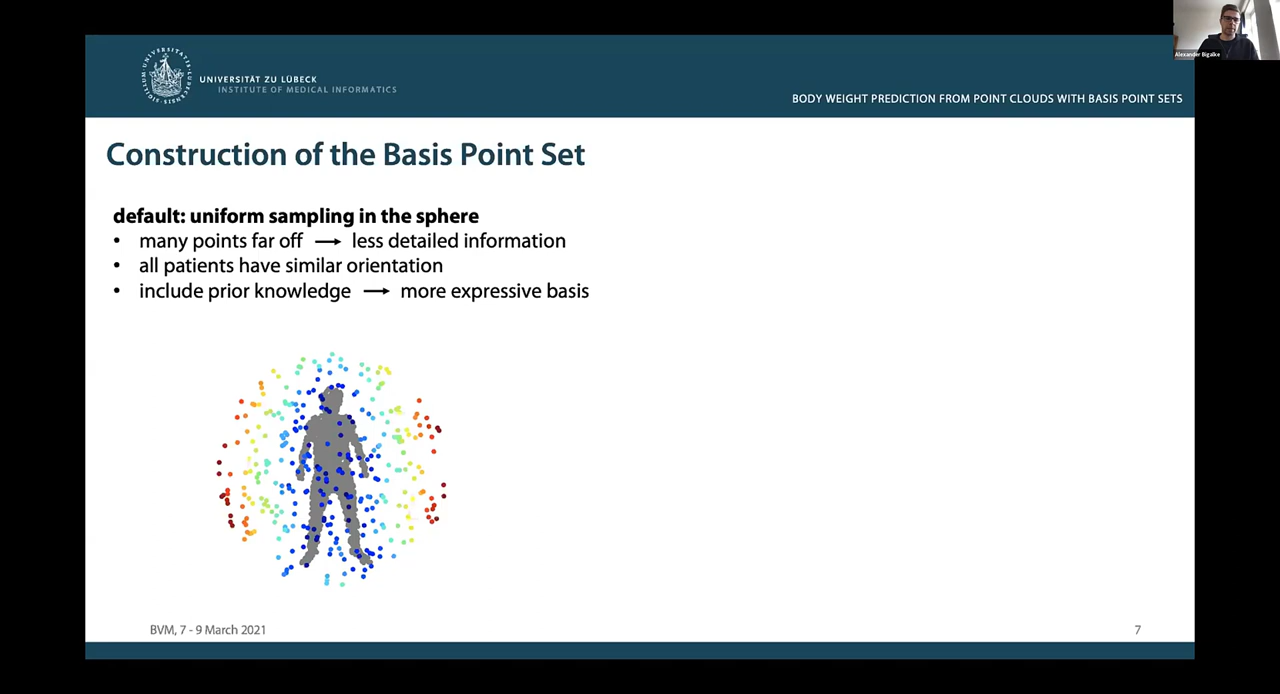 Alexander Bigalke
UNIVERSITÄT ZU LÜBECK
INSTITUTE OF MEDICAL INFORMATICS
BODY WEIGHT PREDICTION FROM POINT CLOUDS WITH BASIS POINT SETS
Construction of the Basis Point Set
default: uniform sampling in the sphere
• many points far off → less detailed information
• all patients have similar orientation
• include prior knowledge → more expressive basis
BVM, 7 - 9 March 2021
7